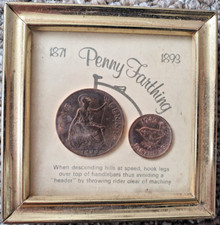 1871 1893
Penny Farthing
When descending hills at speed, hook legs
over top of handlebars thus avoiding a
"header" by throwing rider clear of machine